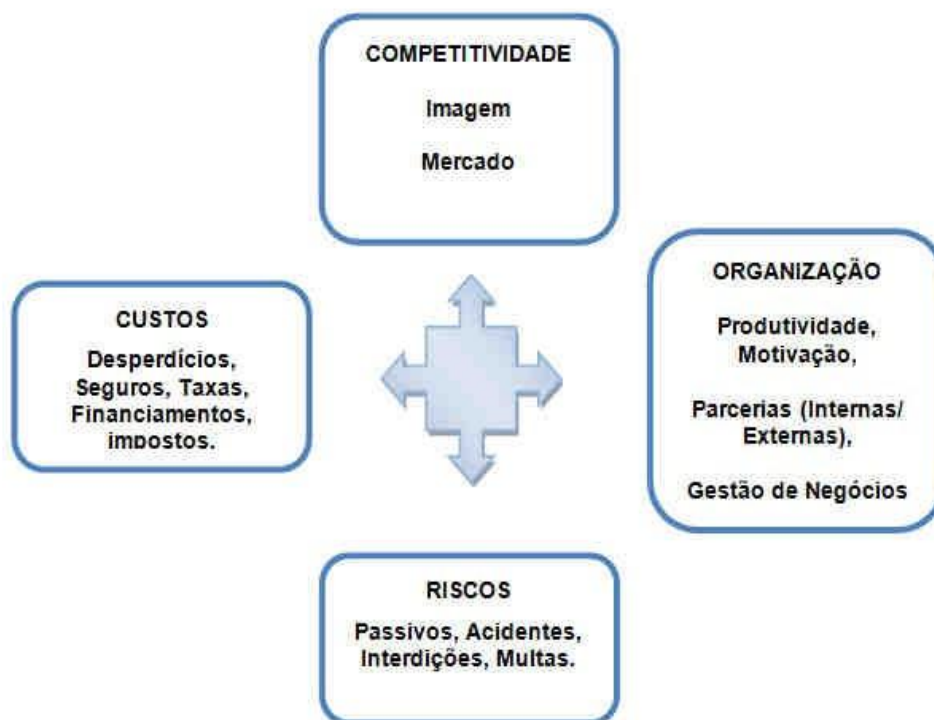 COMPETITIVIDADE
Imagem
Mercado
CUSTOS
Desperdícios,
Seguros, Taxas,
Financiamentos,
impostos.
ORGANIZAÇÃO
Produtividade,
Motivação,
Parcerias (Internas/
Externas),
Gestão de Negócios
RISCOS
Passivos, Acidentes,
Interdições, Multas.